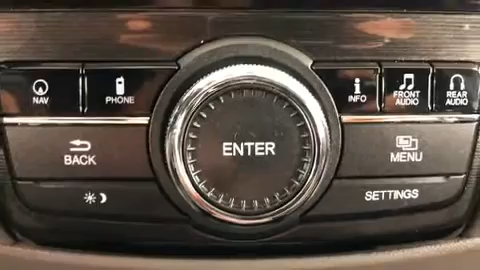 NAV
PHONE
INFO
FRONT
AUDIO
REAR
AUDIO
BACK
ENTER
MENU
SETTINGS